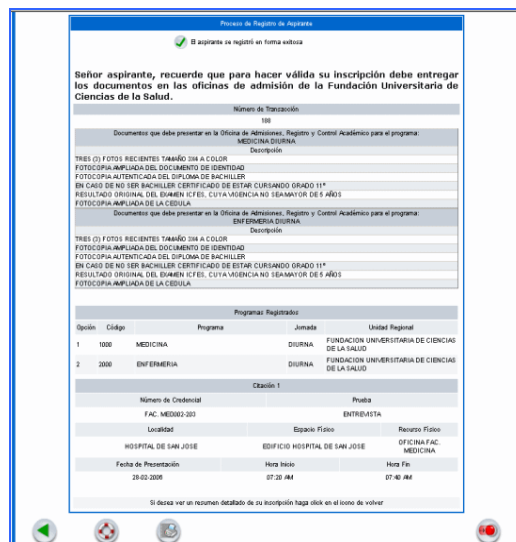 Proceso de Registro de Aspirante
El aspirante se registró en forma exitosa
Señor aspirante, recuerde que para hacer válida su inscripción debe entregar
los documentos en las oficinas de admisión de la Fundación Universitaria de
Ciencias de la Salud.
Número de Transacción
108
Documentos que debe presentar en la Oficina de Admisiones, Registro y Control Académico para el programa:
MEDICINA DIURNA
Descripción
TRES (3) FOTOS RECIENTES TAMAÑO 3X4 A COLOR
FOTOCOPIA AMPLIADA DEL DOCUMENTO DE IDENTIDAD
FOTOCOPIA AUTENTICADA DEL DIPLOMA DE BACHILLER
EN CASO DE NO SER BACHILLER CERTIFICADO DE ESTAR CURSANDO GRADO 11°
RESULTADO ORIGINAL DEL EXAMEN ICFES, CUYA VIGENCIA NO SEA MAYOR DE 5 AÑOS
FOTOCOPIA AMPLIADA DE LA CEDULA
Documentos que debe presentar en la Oficina de Admisiones, Registro y Control Académico para el programa:
ENFERMERIA DIURNA
Descripción
TRES (3) FOTOS RECIENTES TAMAÑO 3X4 A COLOR
FOTOCOPIA AMPLIADA DEL DOCUMENTO DE IDENTIDAD
FOTOCOPIA AUTENTICADA DEL DIPLOMA DE BACHILLER
EN CASO DE NO SER BACHILLER CERTIFICADO DE ESTAR CURSANDO GRADO 11°
RESULTADO ORIGINAL DEL EXAMEN ICFES, CUYA VIGENCIA NO SEA MAYOR DE 5 AÑOS
FOTOCOPIA AMPLIADA DE LA CEDULA
Programas Registrados
Opción Código Programa Jornada Unidad Regional
1 1000 MEDICINA DIURNA FUNDACION UNIVERSITARIA DE CIENCIAS
DE LA SALUD
2 2000 ENFERMERIA DIURNA FUNDACION UNIVERSITARIA DE CIENCIAS
DE LA SALUD
Citación 1
Número de Credencial Prueba
FAC. MED002-203 ENTREVISTA
Localidad Espacio Físico Recurso Físico
HOSPITAL DE SAN JOSE EDIFICIO HOSPITAL DE SAN JOSE OFICINA FAC.
MEDICINA
Fecha de Presentación Hora Inicio Hora Fin
28-02-2006 07:20 AM 07:40 AM
Si desea ver un resumen detallado de su inscripción haga click en el icono de volver